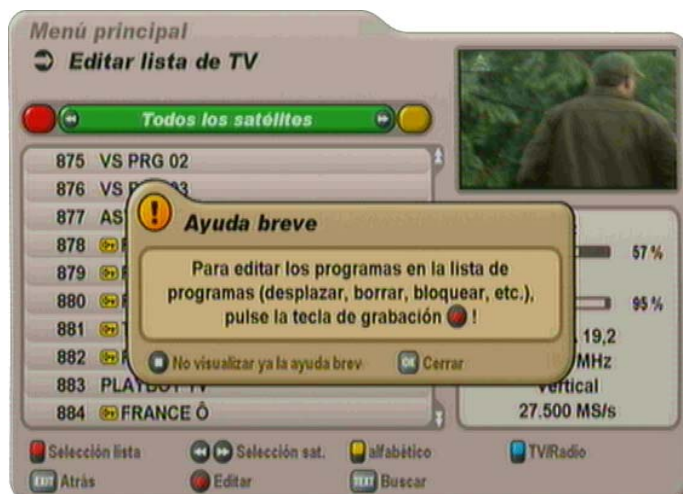 Menú principal
Editar lista de TV
Todos los satélites
875 VS PRG 02
876 VS
877
878
879
880
881
882
883
884 FRANCE Ô
Ayuda breve
Para editar los programas en la lista de
programas (desplazar, borrar, bloquear, etc.),
pulse la tecla de grabación !
No visualizar ya la ayuda brev
OK Cerrar
57 %
95 %
19,2
MHz
Vertical
27.500 MS/s
Selección lista
Selección sat.
alfabético
TV/Radio
EXIT Atrás
Editar
TEXT Buscar